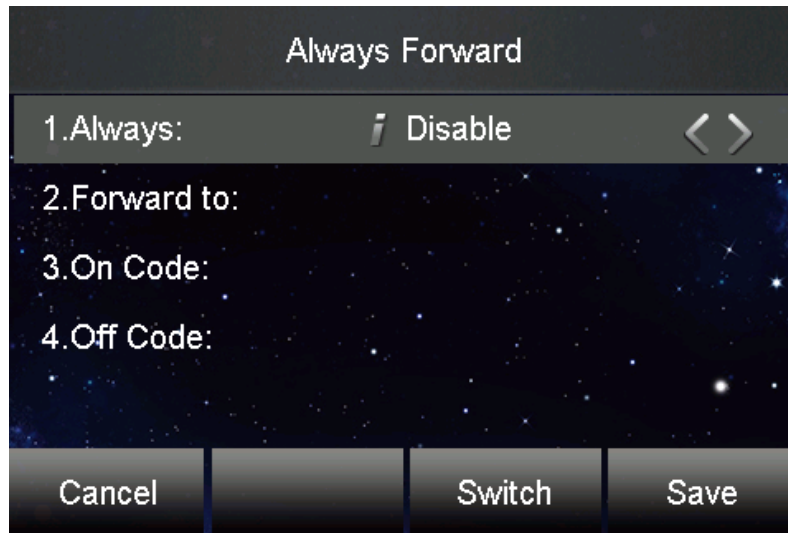 Always Forward
1.Always: i Disable
2.Forward to:
3.On Code:
4.Off Code:
Cancel Switch Save